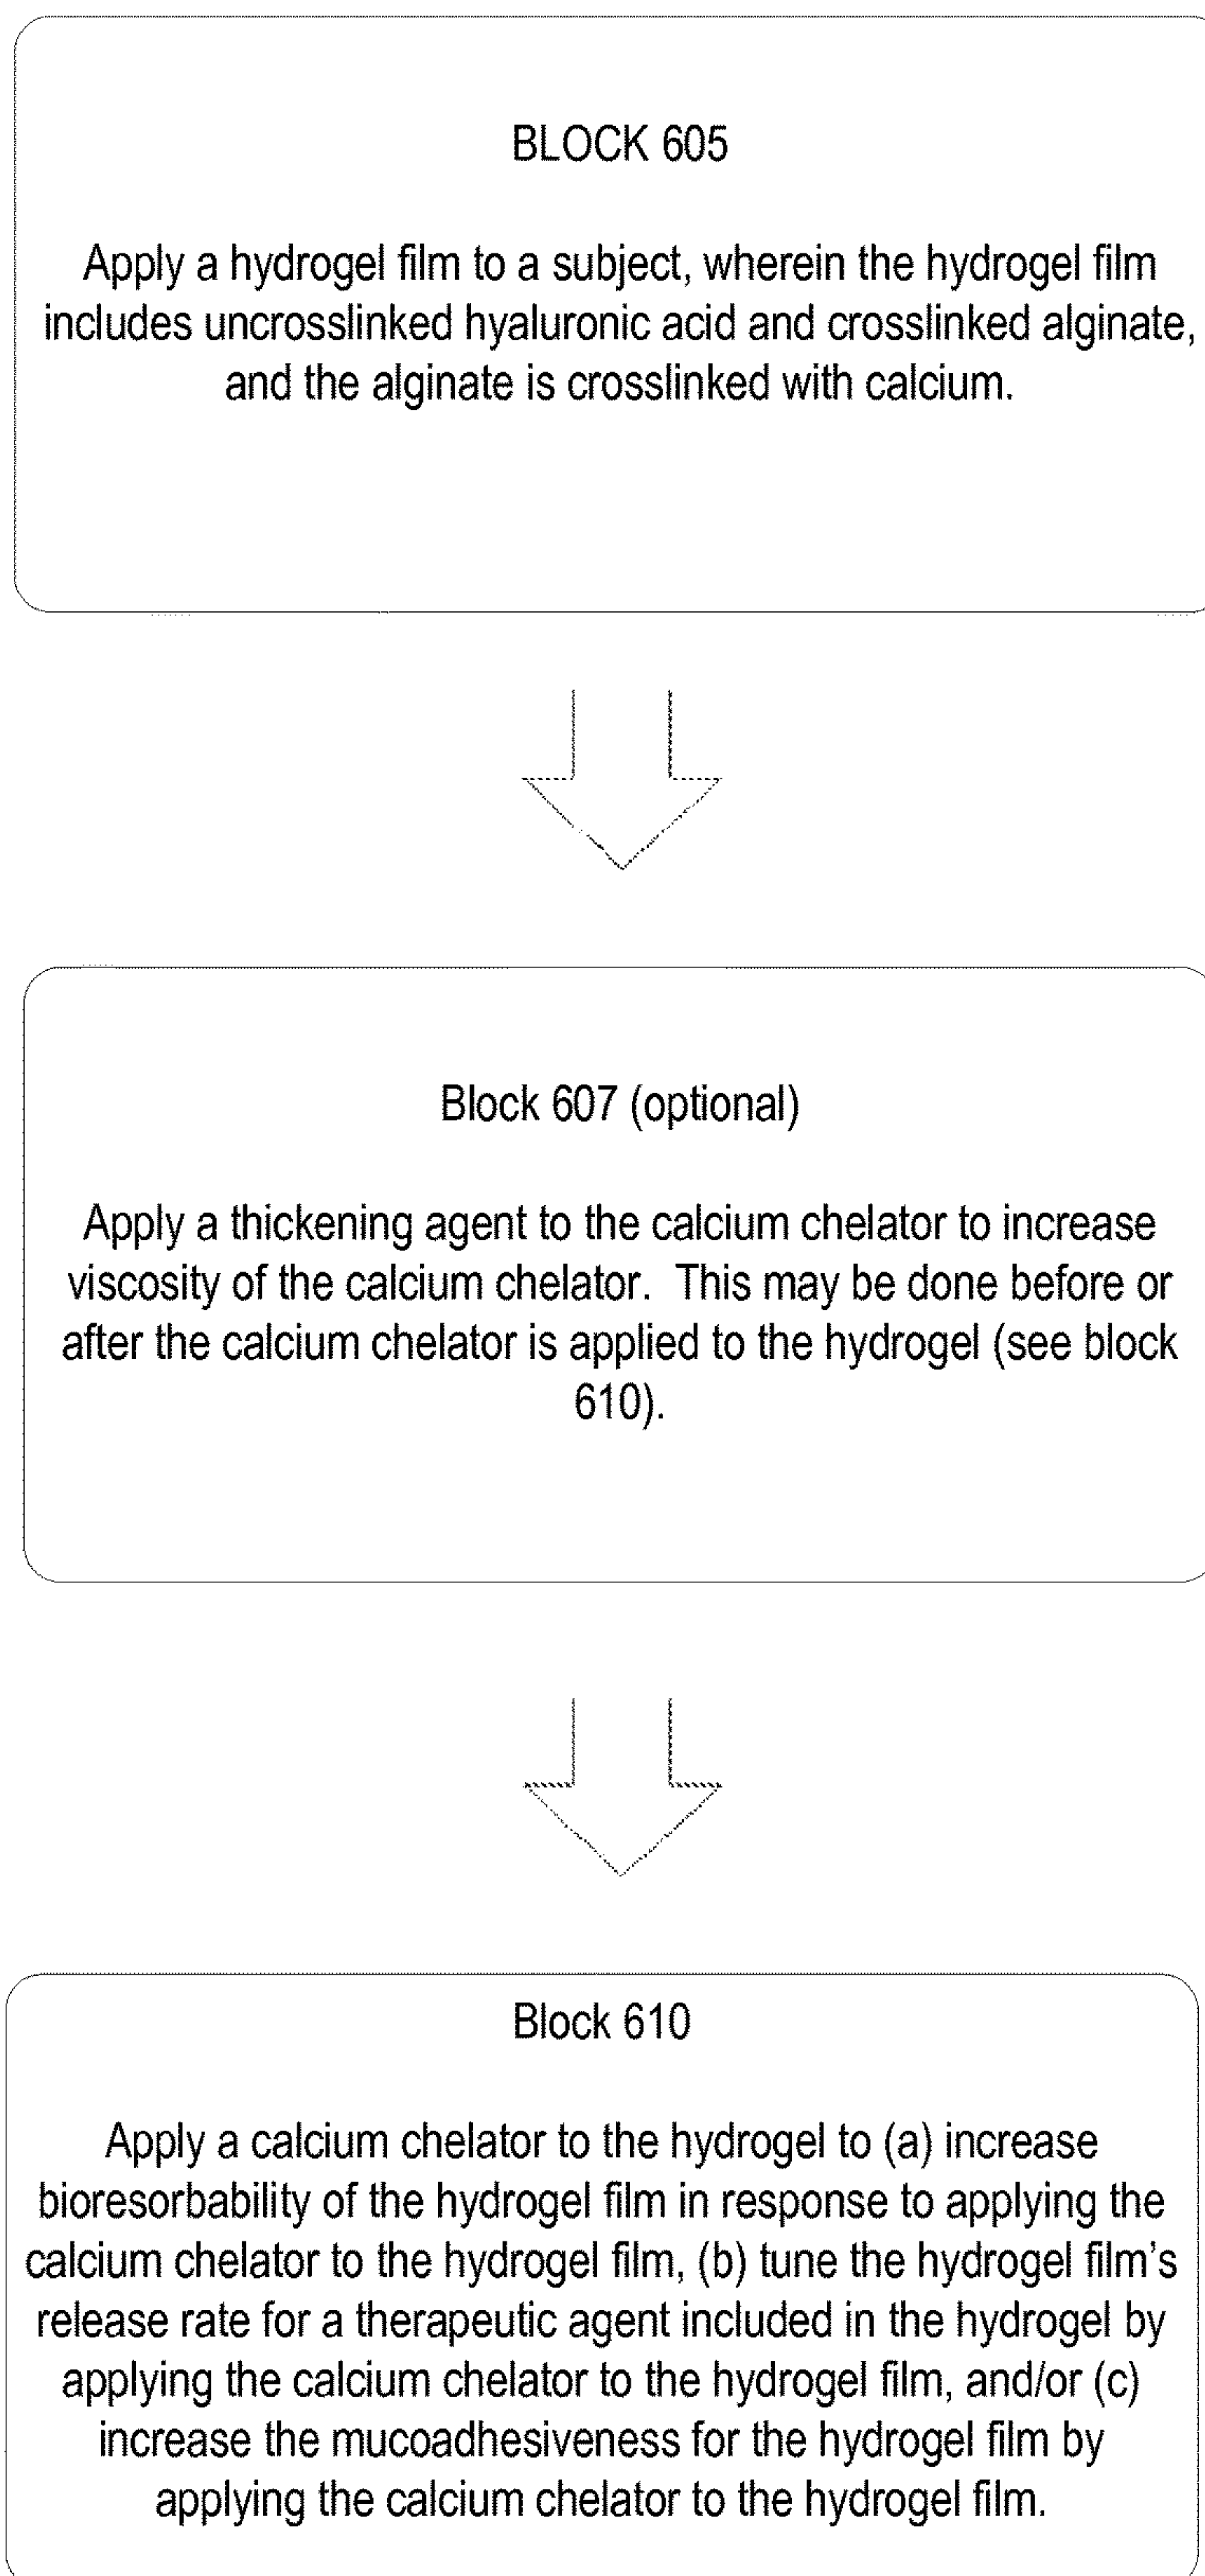 BLOCK 605
Apply a hydrogel film to a subject, wherein the hydrogel film
includes uncrosslinked hyaluronic acid and crosslinked alginate,
and the alginate is crosslinked with calcium.
Block 607 (optional)
Apply a thickening agent to the calcium chelator to increase
viscosity of the calcium chelator.  This may be done before or
after the calcium chelator is applied to the hydrogel (see block
610).
Block 610
Apply a calcium chelator to the hydrogel to (a) increase
bioresorbability of the hydrogel film in response to applying the
calcium chelator to the hydrogel film, (b) tune the hydrogel film's
release rate for a therapeutic agent included in the hydrogel by
applying the calcium chelator to the hydrogel film, and/or (c)
increase the mucoadhesiveness for the hydrogel film by
applying the calcium chelator to the hydrogel film.